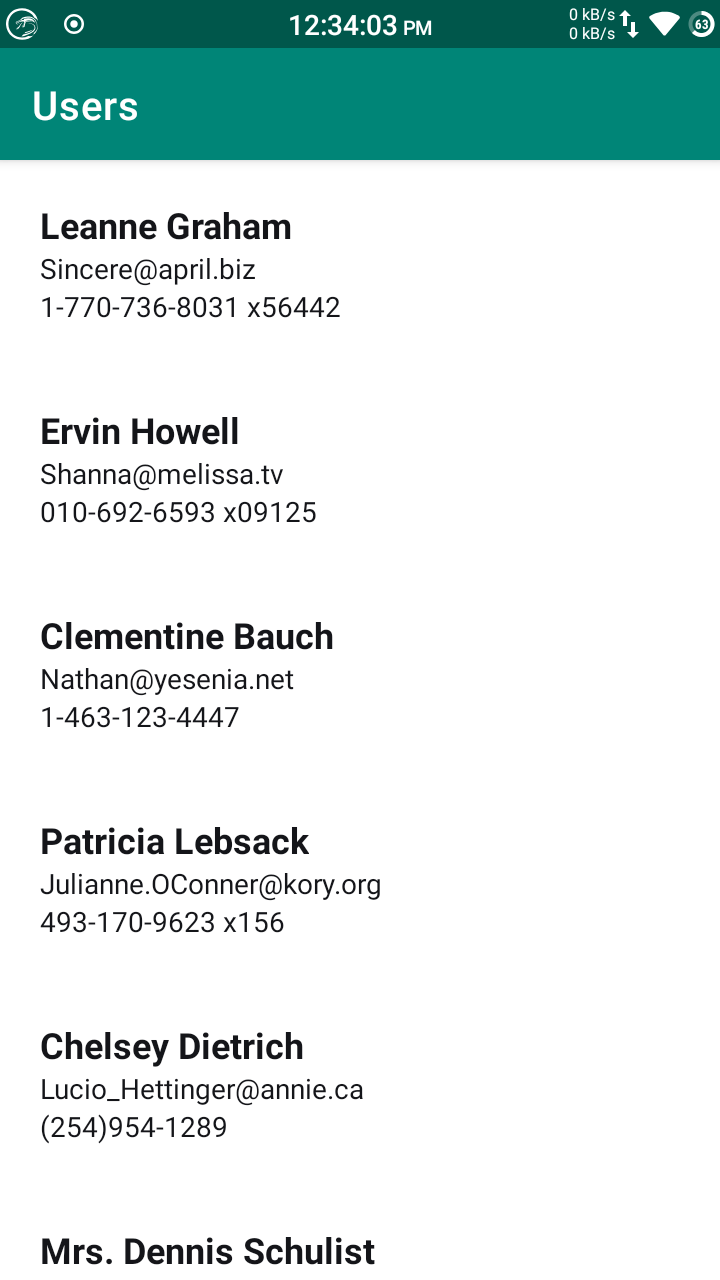 12:34:03 PM
0 kB/s
0 kB/s
63
Users
Leanne Graham
Sincere@april.biz
1-770-736-8031 x56442
Ervin Howell
Shanna@melissa.tv
010-692-6593 x09125
Clementine Bauch
Nathan@yesenia.net
1-463-123-4447
Patricia Lebsack
Julianne.OConner@kory.org
493-170-9623 x156
Chelsey Dietrich
Lucio_Hettinger@annie.ca
(254)954-1289
Mrs. Dennis Schulist